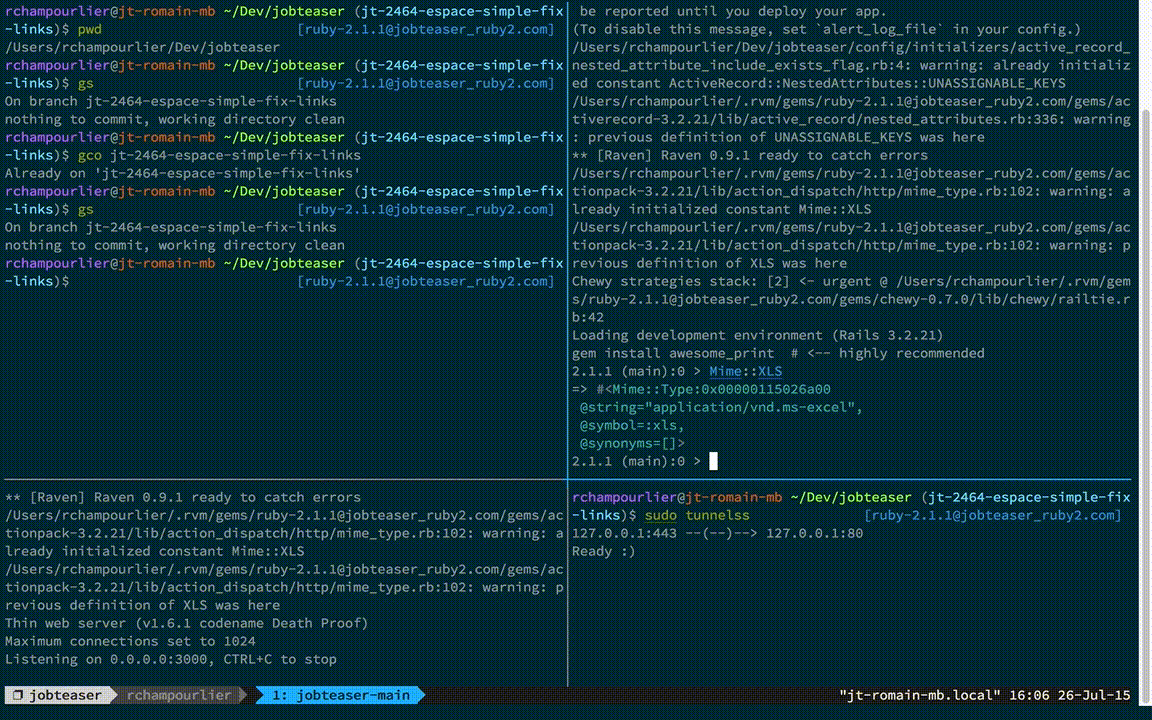 rchampourlier@jt-romain-mb ~/Dev/jobteaser (jt-2464-espace-simple-fix
-links)$ pwd [ruby-2.1.1@jobteaser_ruby2.com]
/Users/rchampourlier/Dev/jobteaser
rchampourlier@jt-romain-mb ~/Dev/jobteaser (jt-2464-espace-simple-fix
-links)$ gs [ruby-2.1.1@jobteaser_ruby2.com]
On branch jt-2464-espace-simple-fix-links
nothing to commit, working directory clean
rchampourlier@jt-romain-mb ~/Dev/jobteaser (jt-2464-espace-simple-fix
-links)$ gco jt-2464-espace-simple-fix-links
Already on 'jt-2464-espace-simple-fix-links'
rchampourlier@jt-romain-mb ~/Dev/jobteaser (jt-2464-espace-simple-fix
-links)$ gs [ruby-2.1.1@jobteaser_ruby2.com]
On branch jt-2464-espace-simple-fix-links
nothing to commit, working directory clean
rchampourlier@jt-romain-mb ~/Dev/jobteaser (jt-2464-espace-simple-fix
-links)$ [ruby-2.1.1@jobteaser_ruby2.com]
be reported until you deploy your app.
(To disable this message, set `alert_log_file` in your config.)
/Users/rchampourlier/Dev/jobteaser/config/initializers/active_record_
nested_attribute_include_exists_flag.rb:4: warning: already initializ
ed constant ActiveRecord::NestedAttributes::UNASSIGNABLE_KEYS
/Users/rchampourlier/.rvm/gems/ruby-2.1.1@jobteaser_ruby2.com/gems/ac
tiverecord-3.2.21/lib/active_record/nested_attributes.rb:336: warning
: previous definition of UNASSIGNABLE_KEYS was here
** [Raven] Raven 0.9.1 ready to catch errors
/Users/rchampourlier/.rvm/gems/ruby-2.1.1@jobteaser_ruby2.com/gems/ac
tionpack-3.2.21/lib/action_dispatch/http/mime_type.rb:102: warning: a
lready initialized constant Mime::XLS
/Users/rchampourlier/.rvm/gems/ruby-2.1.1@jobteaser_ruby2.com/gems/ac
tionpack-3.2.21/lib/action_dispatch/http/mime_type.rb:102: warning: p
revious definition of XLS was here
Chewy strategies stack: [2] <- urgent @ /Users/rchampourlier/.rvm/gem
s/ruby-2.1.1@jobteaser_ruby2.com/gems/chewy-0.7.0/lib/chewy/railtie.r
b:42
Loading development environment (Rails 3.2.21)
gem install awesome_print  # <-- highly recommended
2.1.1 (main):0 > Mime::XLS
=> #<Mime::Type:0x00000115026a00
@string="application/vnd.ms-excel",
@symbol=:xls,
@synonyms=[]>
2.1.1 (main):0 >
** [Raven] Raven 0.9.1 ready to catch errors
/Users/rchampourlier/.rvm/gems/ruby-2.1.1@jobteaser_ruby2.com/gems/ac
tionpack-3.2.21/lib/action_dispatch/http/mime_type.rb:102: warning: a
lready initialized constant Mime::XLS
/Users/rchampourlier/.rvm/gems/ruby-2.1.1@jobteaser_ruby2.com/gems/ac
tionpack-3.2.21/lib/action_dispatch/http/mime_type.rb:102: warning: p
revious definition of XLS was here
Thin web server (v1.6.1 codename Death Proof)
Maximum connections set to 1024
Listening on 0.0.0.0:3000, CTRL+C to stop
rchampourlier@jt-romain-mb ~/Dev/jobteaser (jt-2464-espace-simple-fix
-links)$ sudo tunnelss [ruby-2.1.1@jobteaser_ruby2.com]
127.0.0.1:443 --(--)--> 127.0.0.1:80
Ready :)
jobteaser rchampourlier 1: jobteaser-main "jt-romain-mb.local" 16:06 26-Jul-15